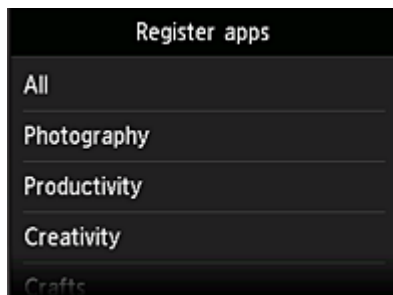 Register apps
All
Photography
Productivity
Creativity
Crafts